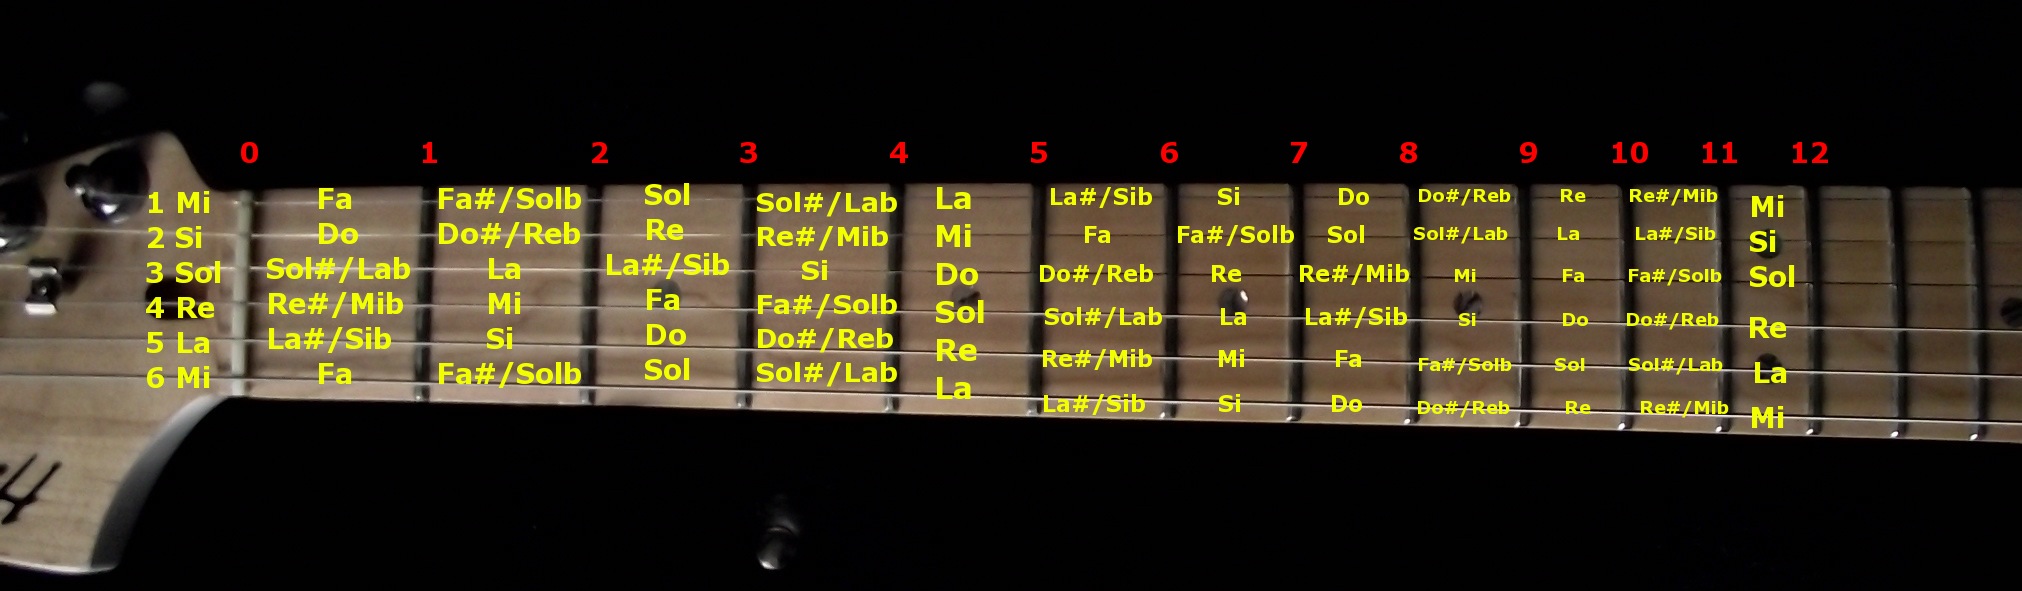 0 1 2 3 4 5 6 7 8 9 10 11 12
1 Mi Fa Fa#/Solb Sol Sol#/Lab La La#/Sib Si Do Do#/Reb Re Re#/Mib Mi
2 Si Do Do#/Reb Re Re#/Mib Mi Fa Fa#/Solb Sol Sol#/Lab La La#/Sib Si
3 Sol Sol#/Lab La La#/Sib Si Do Do#/Reb Re Re#/Mib Mi Fa Fa#/Solb Sol
4 Re Re#/Mib Mi Fa Fa#/Solb Sol Sol#/Lab La La#/Sib Si Do Do#/Reb Re
5 La La#/Sib Si Do Do#/Reb Re Re#/Mib Mi Fa Fa#/Solb Sol Sol#/Lab La
6 Mi Fa Fa#/Solb Sol Sol#/Lab La La#/Sib Si Do Do#/Reb Re Re#/Mib Mi